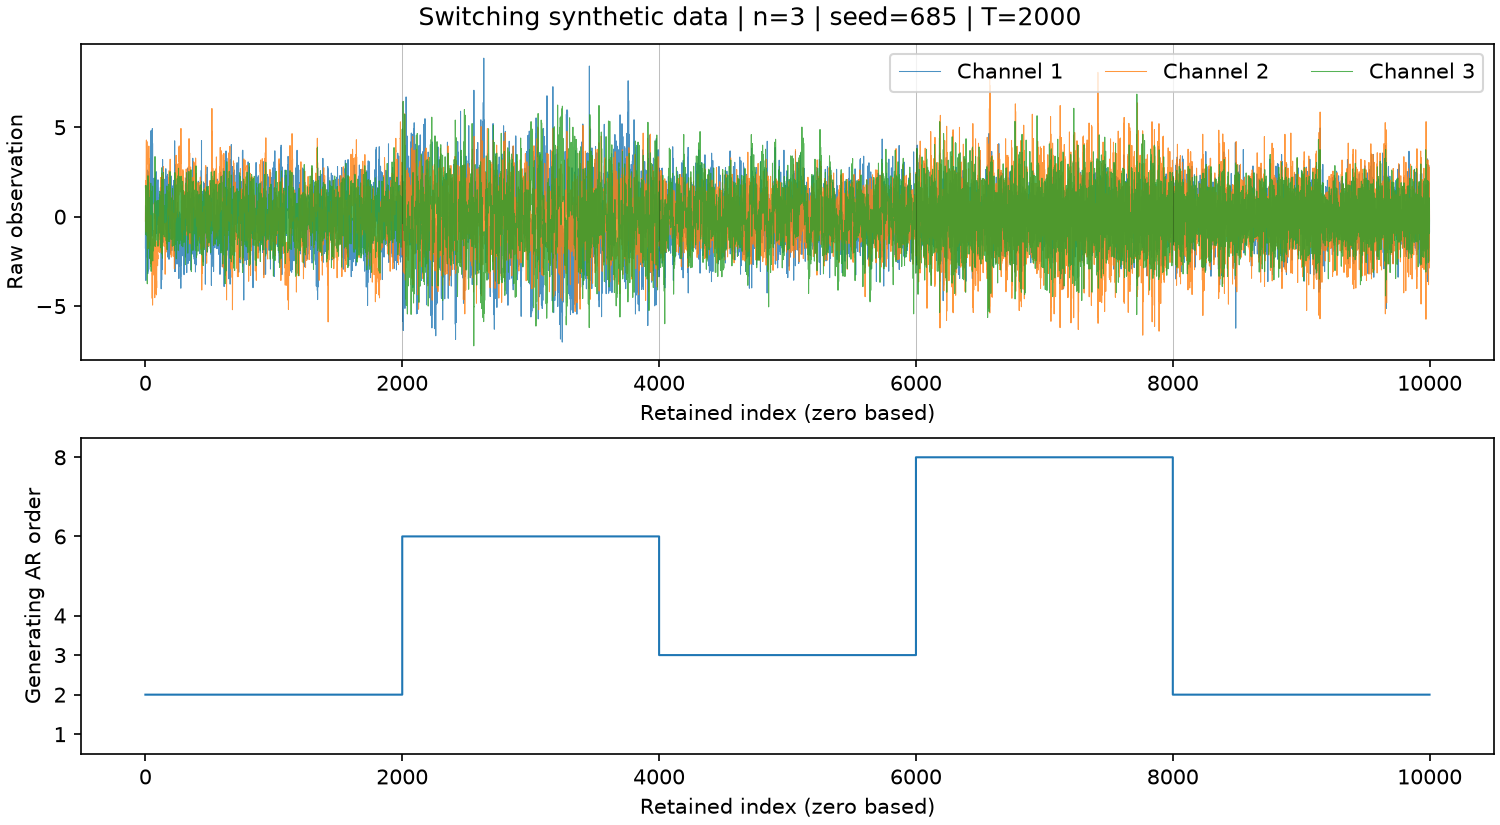 Switching synthetic data | n=3 | seed=685 | T=2000
Channel 1 Channel 2 Channel 3
Raw observation
5
0
−5
0 2000 4000 6000 8000 10000
Retained index (zero based)
Generating AR order
8
6
4
3
2
1
0 2000 4000 6000 8000 10000
Retained index (zero based)